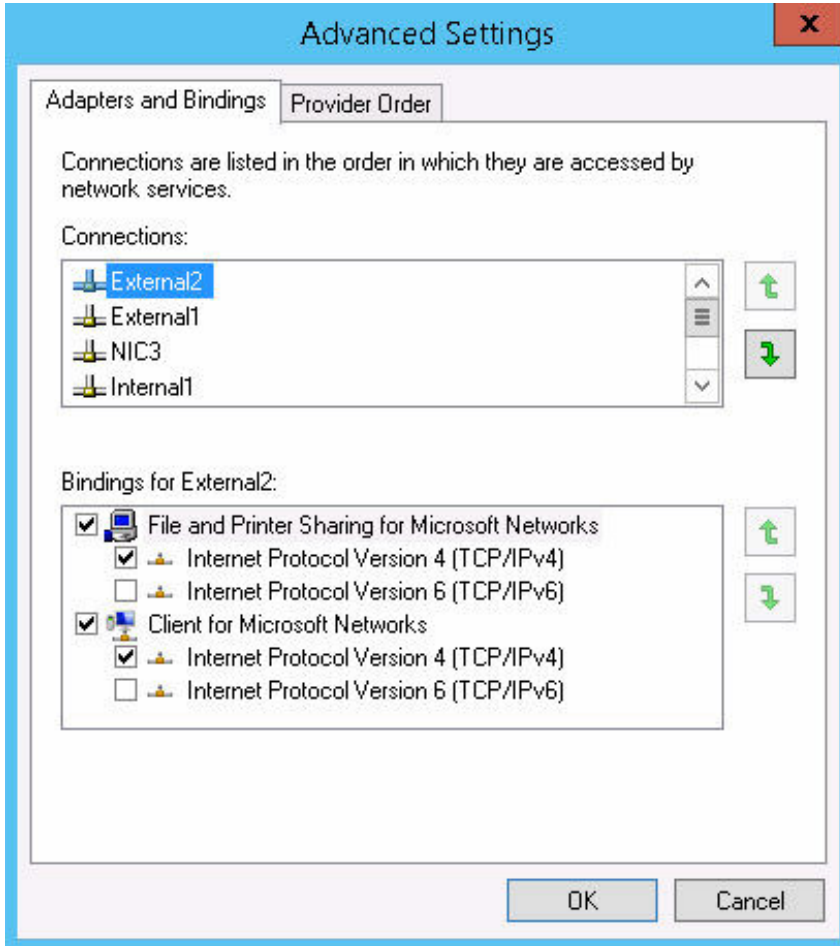 Advanced Settings
x
Adapters and Bindings
Provider Order
Connections are listed in the order in which they are accessed by
network services.
Connections:
External2
External1
NIC3
Internal1
Bindings for External2:
File and Printer Sharing for Microsoft Networks
Internet Protocol Version 4 (TCP/IPv4)
Internet Protocol Version 6 (TCP/IPv6)
Client for Microsoft Networks
Internet Protocol Version 4 (TCP/IPv4)
Internet Protocol Version 6 (TCP/IPv6)
OK
Cancel